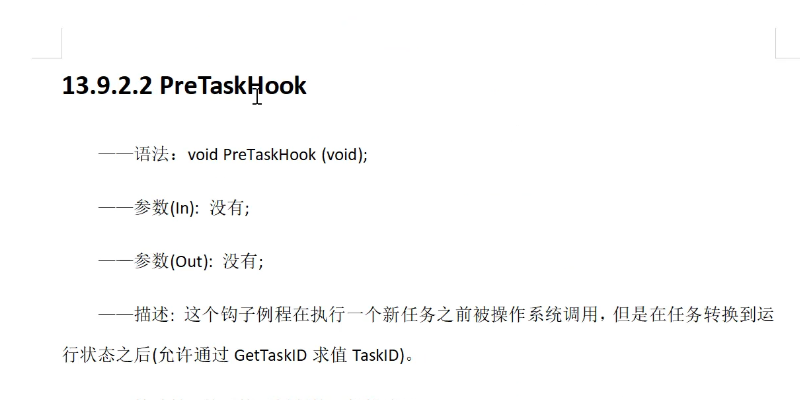 13.9.2.2 PreTaskHook
——语法：void PreTaskHook (void);
——参数(In): 没有;
——参数(Out): 没有;
——描述: 这个钩子例程在执行一个新任务之前被操作系统调用，但是在任务转换到运
行状态之后(允许通过 GetTaskID 求值 TaskID)。